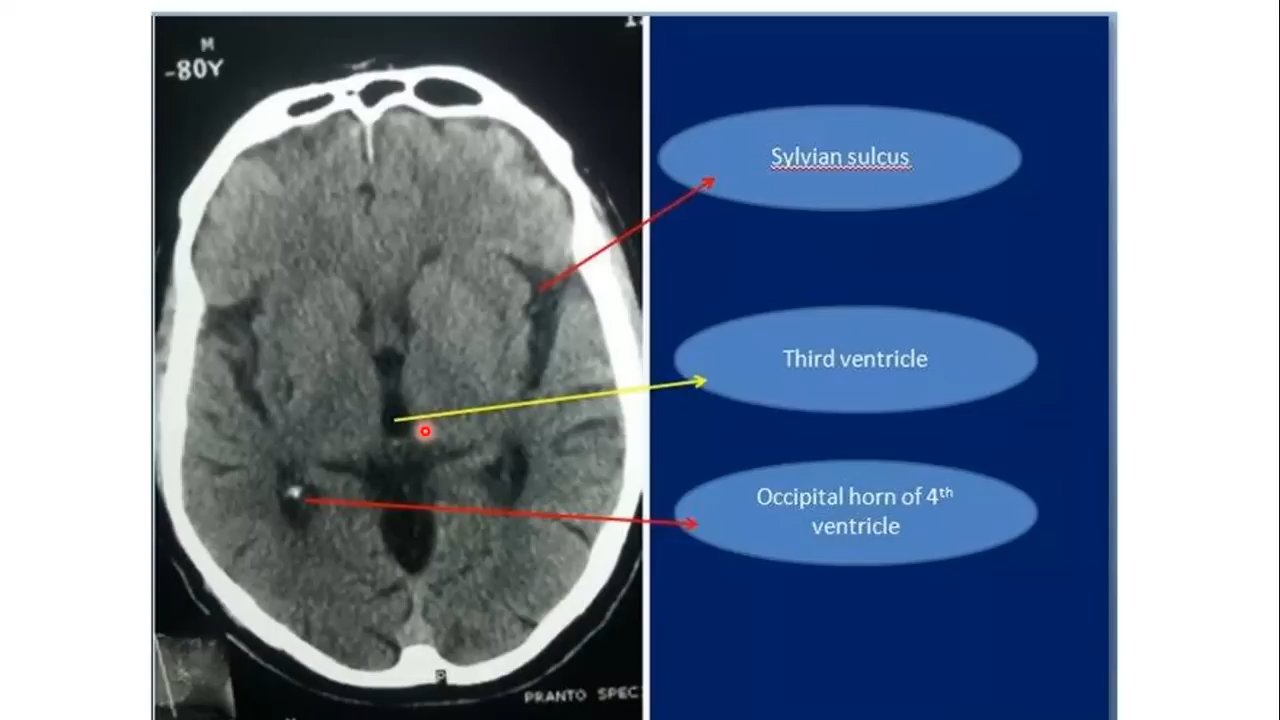 M
-80Y
Sylvian sulcus
Third ventricle
Occipital horn of 4th
ventricle
P
PRANTO SPEC